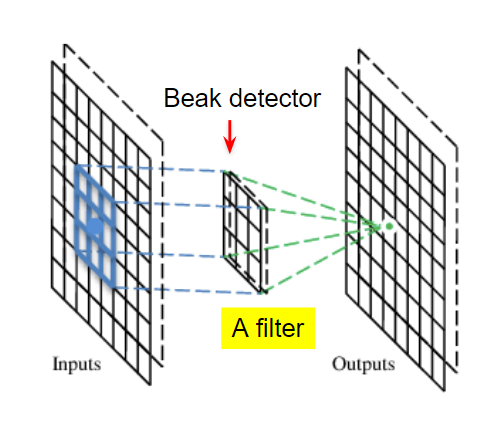 Beak detector
A filter
Inputs
Outputs